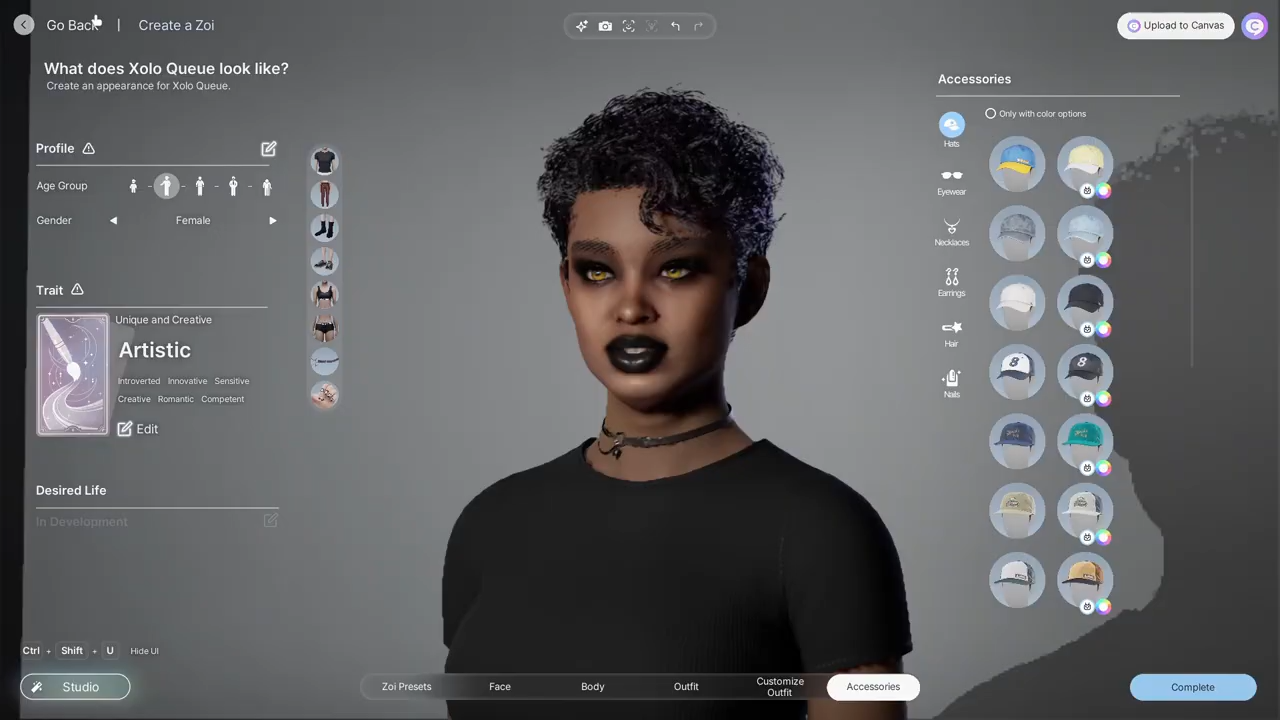 Go Back | Create a Zoi
Upload to Canvas
What does Xolo Queue look like?
Create an appearance for Xolo Queue.
Profile
Age Group
Gender Female
Trait
Unique and Creative
Artistic
Introverted Innovative Sensitive
Creative Romantic Competent
Edit
Desired Life
In Development
Ctrl + Shift + U Hide UI
Studio
Zoi Presets Face Body Outfit Customize Outfit Accessories
Accessories
Only with color options
Hats
Eyewear
Necklaces
Earrings
Hair
Nails
8 8
Complete